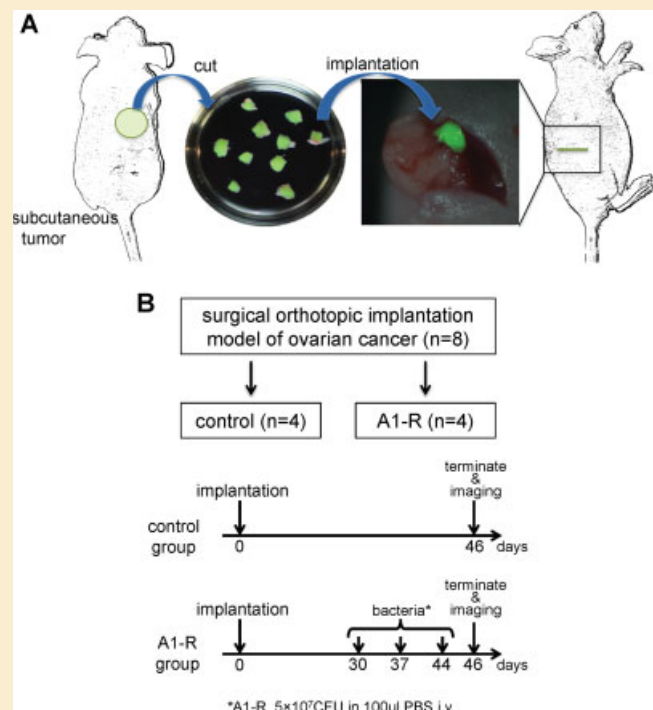 A
cut
implantation
subcutaneous
tumor
B
surgical orthotopic implantation
model of ovarian cancer (n=8)
control (n=4)
A1-R (n=4)
terminate
&
imaging
implantation
control
group
0
46 days
terminate
&
imaging
implantation
bacteria*
A1-R
group
0
30 37 44 46 days
*A1-R, 5×10⁷CFU in 100μl PBS i.v.